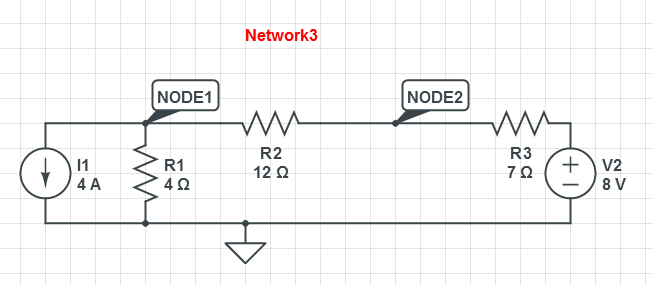 Network3
NODE1
NODE2
I1
4 A
R1
4 Ω
R2
12 Ω
R3
7 Ω
+
−
V2
8 V